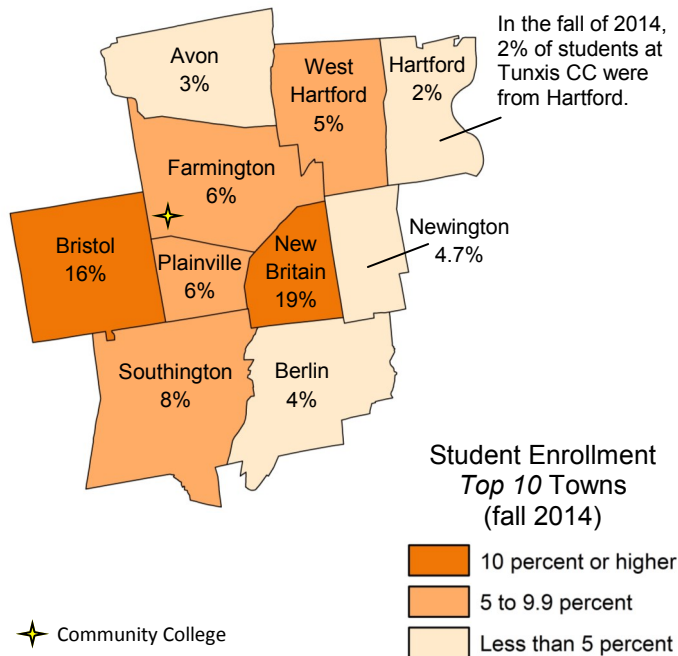 In the fall of 2014,
2% of students at
Tunxis CC were
from Hartford.
Avon
3%
West
Hartford
5%
Hartford
2%
Farmington
6%
Newington
4.7%
Bristol
16%
Plainville
6%
New
Britain
19%
Southington
8%
Berlin
4%
Student Enrollment
Top 10 Towns
(fall 2014)
10 percent or higher
5 to 9.9 percent
Less than 5 percent
Community College